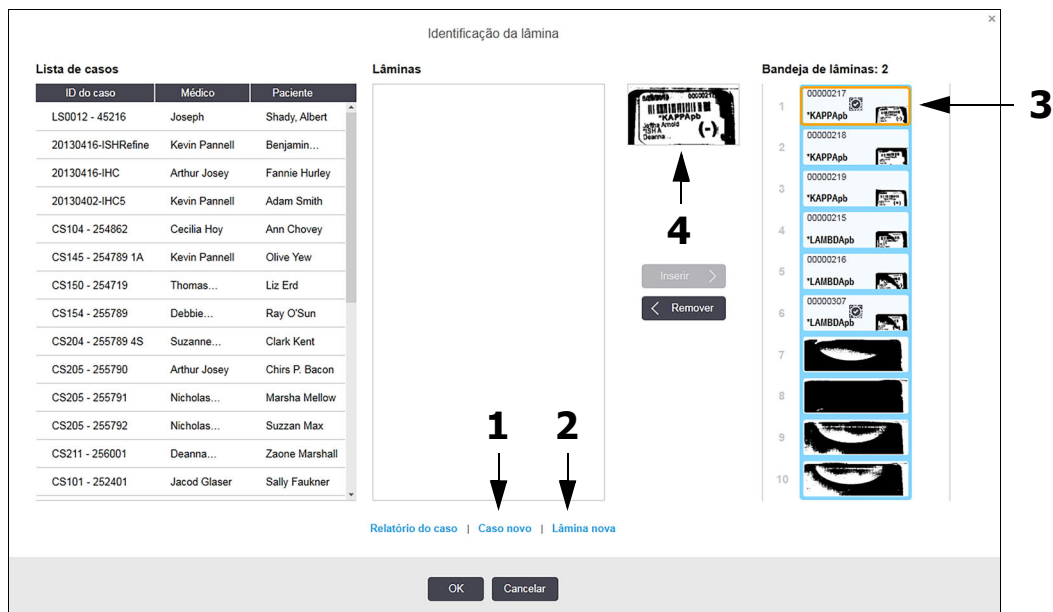 Identificação da lâmina
×
Lista de casos
ID do caso Médico Paciente
LS0012 - 45216 Joseph Shady, Albert
20130416-ISHRefine Kevin Pannell Benjamin…
20130416-IHC Arthur Josey Fannie Hurley
20130402-IHC5 Kevin Pannell Adam Smith
CS104 - 254862 Cecilia Hoy Ann Chovey
CS145 - 254789 1A Kevin Pannell Olive Yew
CS150 - 254719 Thomas… Liz Erd
CS154 - 255789 Debbie… Ray O'Sun
CS204 - 255789 4S Suzanne… Clark Kent
CS205 - 255790 Arthur Josey Chirs P. Bacon
CS205 - 255791 Nicholas… Marsha Mellow
CS205 - 255792 Nicholas… Suzzan Max
CS211 - 256001 Deanna… Zaone Marshall
CS101 - 252401 Jacod Glaser Sally Faukner
Lâminas
1 2
Relatório do caso | Caso novo | Lâmina nova
*KAPPApb
Arnold
*ISH A
Deanna...
(-)
4
Inserir >
< Remover
Bandeja de lâminas: 2
1 00000217
*KAPPApb
2 00000218
*KAPPApb
3 00000219
*KAPPApb
4 00000215
*LAMBDApb
5 00000216
*LAMBDApb
6 00000307
*LAMBDApb
7
8
9
10
3
OK Cancelar